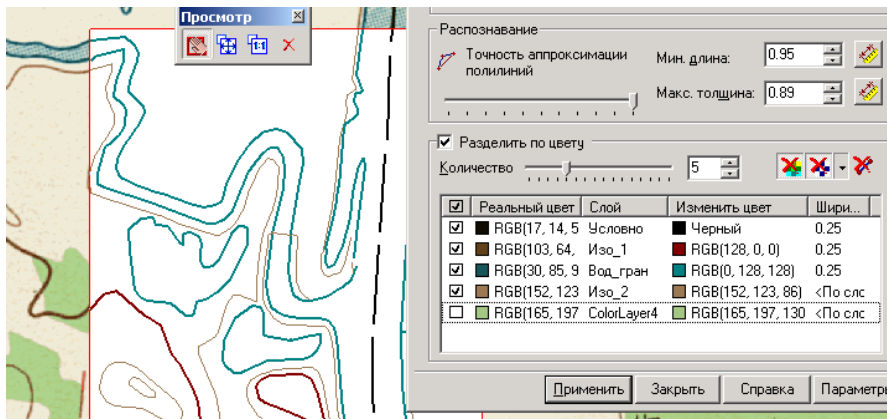 Просмотр
1:1
Распознавание
Точность аппроксимации
полилиний
Мин. длина: 0.95
Макс. толщина: 0.89
Разделить по цвету
Количество 5
Реальный цвет Слой Изменить цвет Шири...
RGB(17, 14, 5 Условно Черный 0.25
RGB(103, 64, Изо_1 RGB(128, 0, 0) 0.25
RGB(30, 85, 9 Вод_гран RGB(0, 128, 128) 0.25
RGB(152, 123 Изо_2 RGB(152, 123, 86) <По слс
RGB(165, 197 ColorLayer4 RGB(165, 197, 130 <По слс
Применить Закрыть Справка Параметры